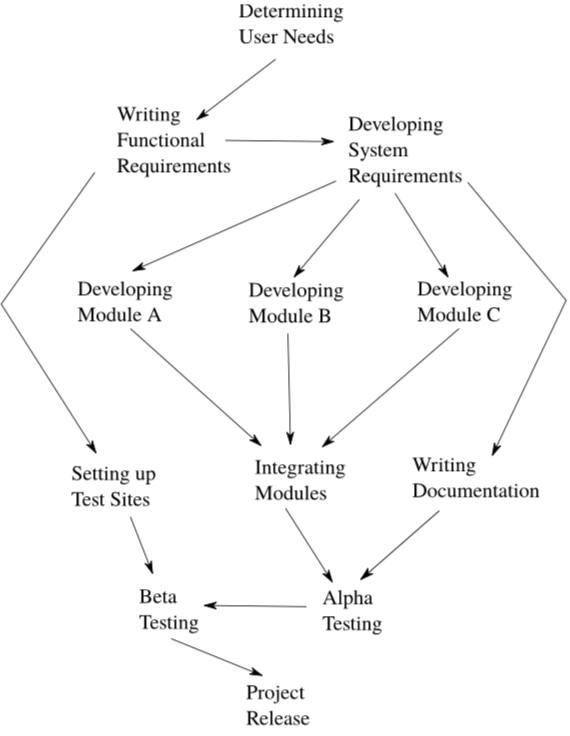 Determining
User Needs
Writing
Functional
Requirements
Developing
System
Requirements
Developing
Module A
Developing
Module B
Developing
Module C
Setting up
Test Sites
Integrating
Modules
Writing
Documentation
Beta
Testing
Alpha
Testing
Project
Release